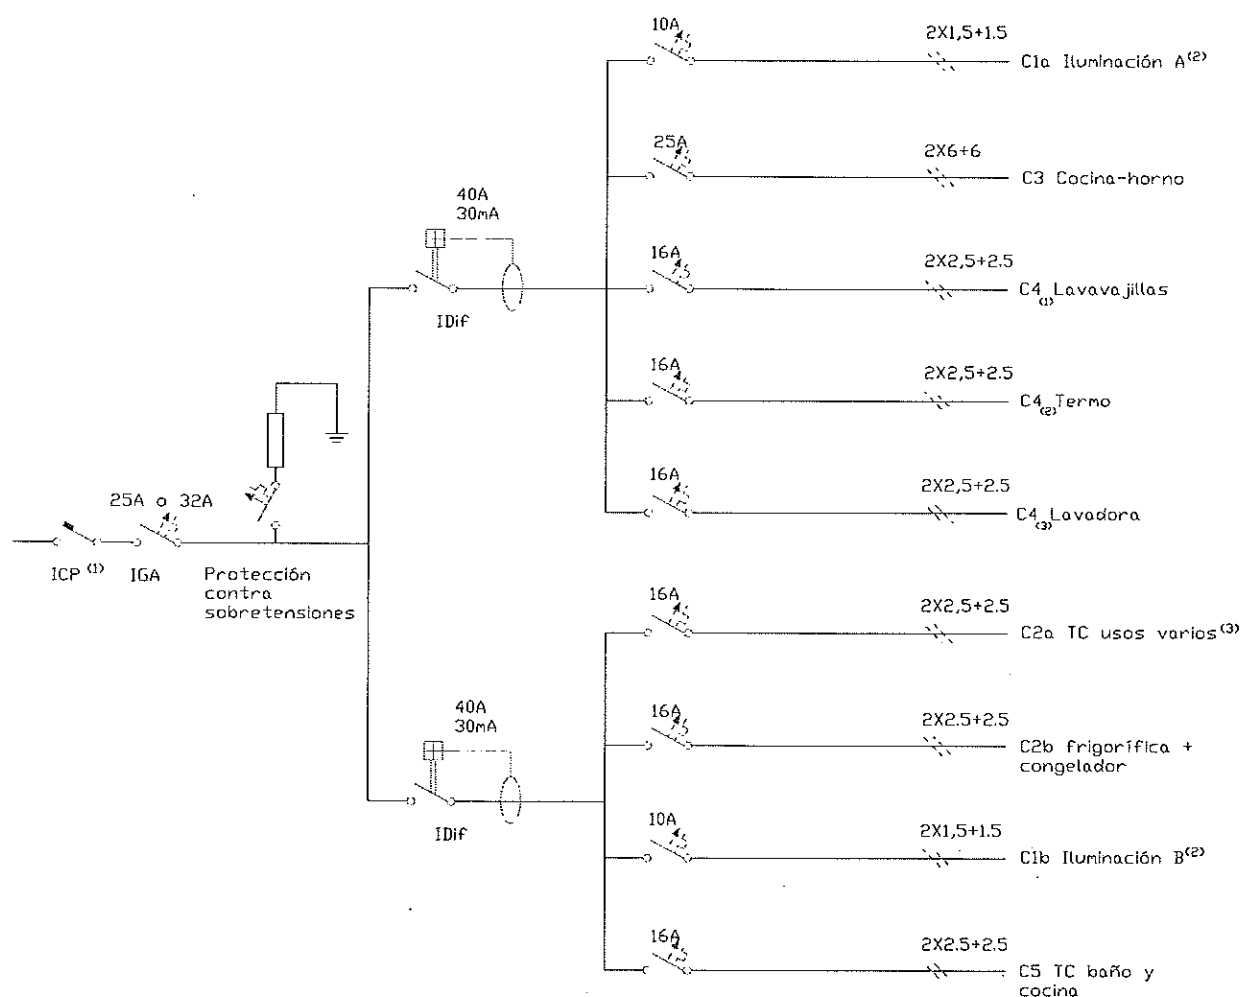 10A
2X1,5+1.5
C1a Iluminación A(2)
25A
2X6+6
C3 Cocina-horno
40A
30mA
IDif
16A
2X2,5+2.5
C4(1) Lavavajillas
16A
2X2,5+2.5
C4(2) Termo
16A
2X2,5+2.5
C4(3) Lavadora
25A o 32A
ICP (1)
IGA
Protección
contra
sobretensiones
16A
2X2,5+2.5
C2a TC usos varios(3)
40A
30mA
IDif
16A
2X2.5+2.5
C2b frigorífica +
congelador
10A
2X1,5+1.5
C1b Iluminación B(2)
16A
2X2.5+2.5
C5 TC baño y
cocina